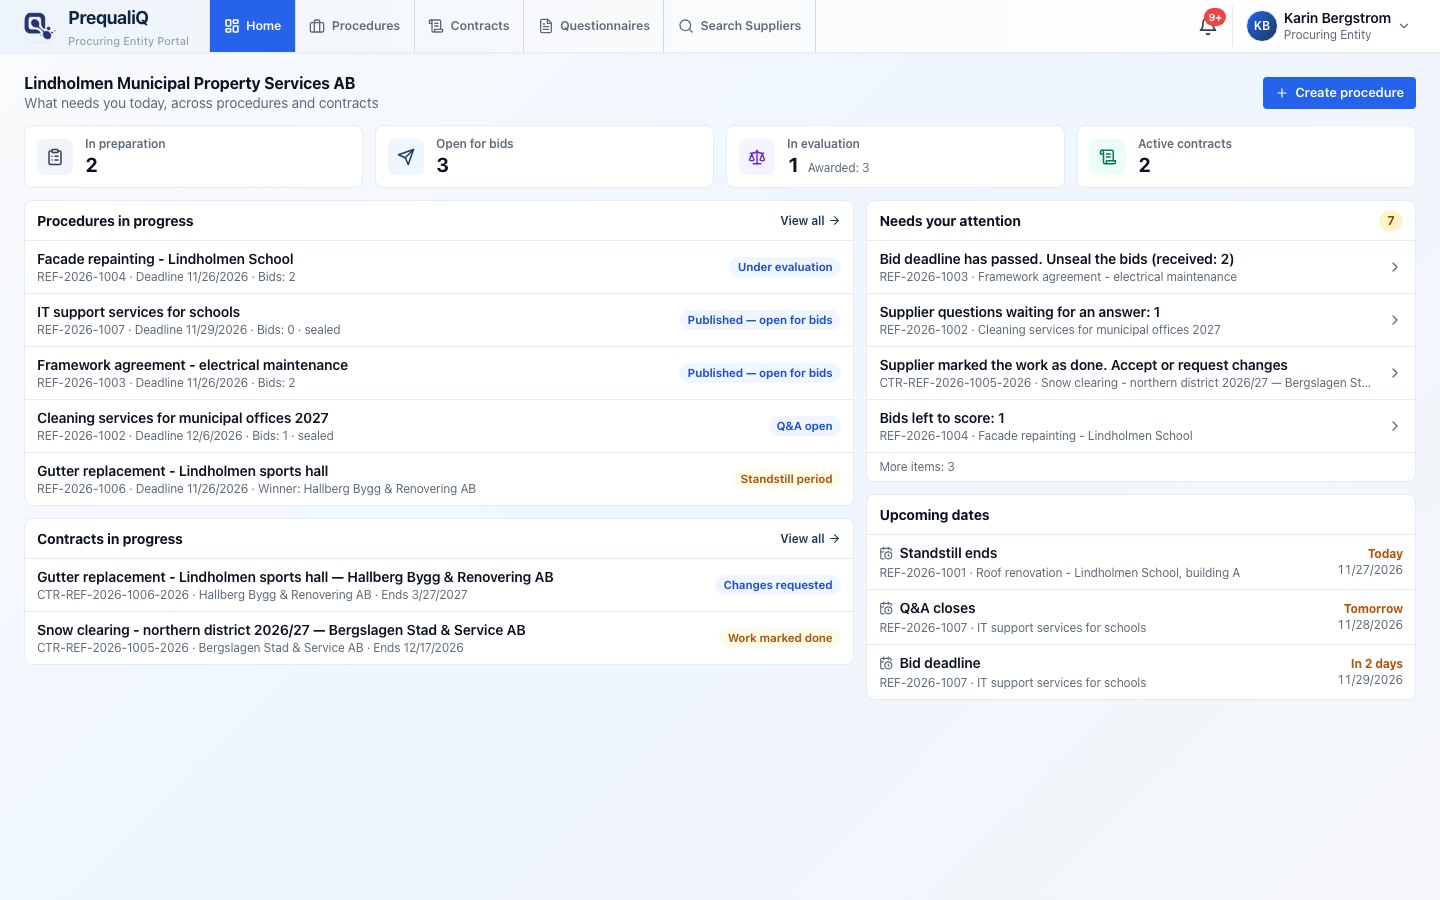 PrequaliQ
Procuring Entity Portal
Home
Procedures
Contracts
Questionnaires
Search Suppliers
9+
KB
Karin Bergstrom
Procuring Entity
Lindholmen Municipal Property Services AB
What needs you today, across procedures and contracts
+ Create procedure
In preparation
2
Open for bids
3
In evaluation
1 Awarded: 3
Active contracts
2
Procedures in progress
View all →
Facade repainting - Lindholmen School
REF-2026-1004 · Deadline 11/26/2026 · Bids: 2
Under evaluation
IT support services for schools
REF-2026-1007 · Deadline 11/29/2026 · Bids: 0 · sealed
Published — open for bids
Framework agreement - electrical maintenance
REF-2026-1003 · Deadline 11/26/2026 · Bids: 2
Published — open for bids
Cleaning services for municipal offices 2027
REF-2026-1002 · Deadline 12/6/2026 · Bids: 1 · sealed
Q&A open
Gutter replacement - Lindholmen sports hall
REF-2026-1006 · Deadline 11/26/2026 · Winner: Hallberg Bygg & Renovering AB
Standstill period
Contracts in progress
View all →
Gutter replacement - Lindholmen sports hall — Hallberg Bygg & Renovering AB
CTR-REF-2026-1006-2026 · Hallberg Bygg & Renovering AB · Ends 3/27/2027
Changes requested
Snow clearing - northern district 2026/27 — Bergslagen Stad & Service AB
CTR-REF-2026-1005-2026 · Bergslagen Stad & Service AB · Ends 12/17/2026
Work marked done
Needs your attention
7
Bid deadline has passed. Unseal the bids (received: 2)
REF-2026-1003 · Framework agreement - electrical maintenance
Supplier questions waiting for an answer: 1
REF-2026-1002 · Cleaning services for municipal offices 2027
Supplier marked the work as done. Accept or request changes
CTR-REF-2026-1005-2026 · Snow clearing - northern district 2026/27 — Bergslagen St...
Bids left to score: 1
REF-2026-1004 · Facade repainting - Lindholmen School
More items: 3
Upcoming dates
Standstill ends
REF-2026-1001 · Roof renovation - Lindholmen School, building A
Today
11/27/2026
Q&A closes
REF-2026-1007 · IT support services for schools
Tomorrow
11/28/2026
Bid deadline
REF-2026-1007 · IT support services for schools
In 2 days
11/29/2026